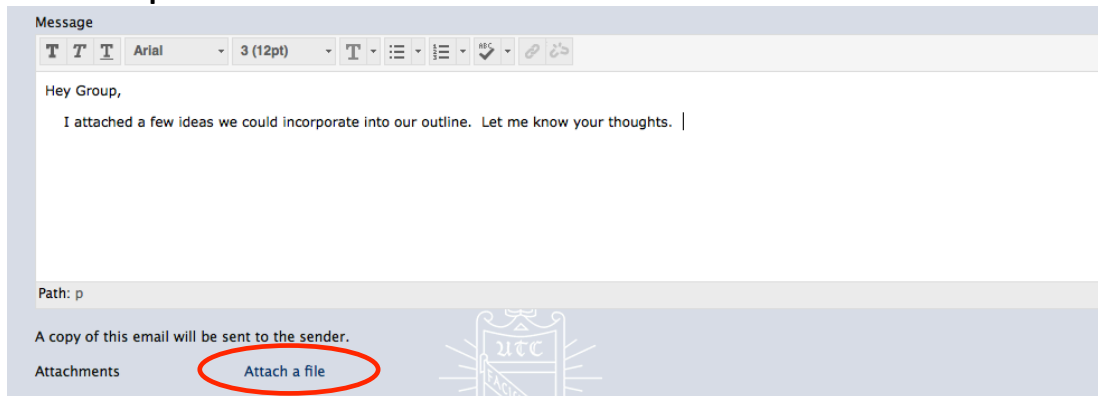 Message
T T T Arial 3 (12pt) T ABC
Hey Group,
I attached a few ideas we could incorporate into our outline.  Let me know your thoughts.
Path: p
A copy of this email will be sent to the sender.
UTC
Attachments Attach a file